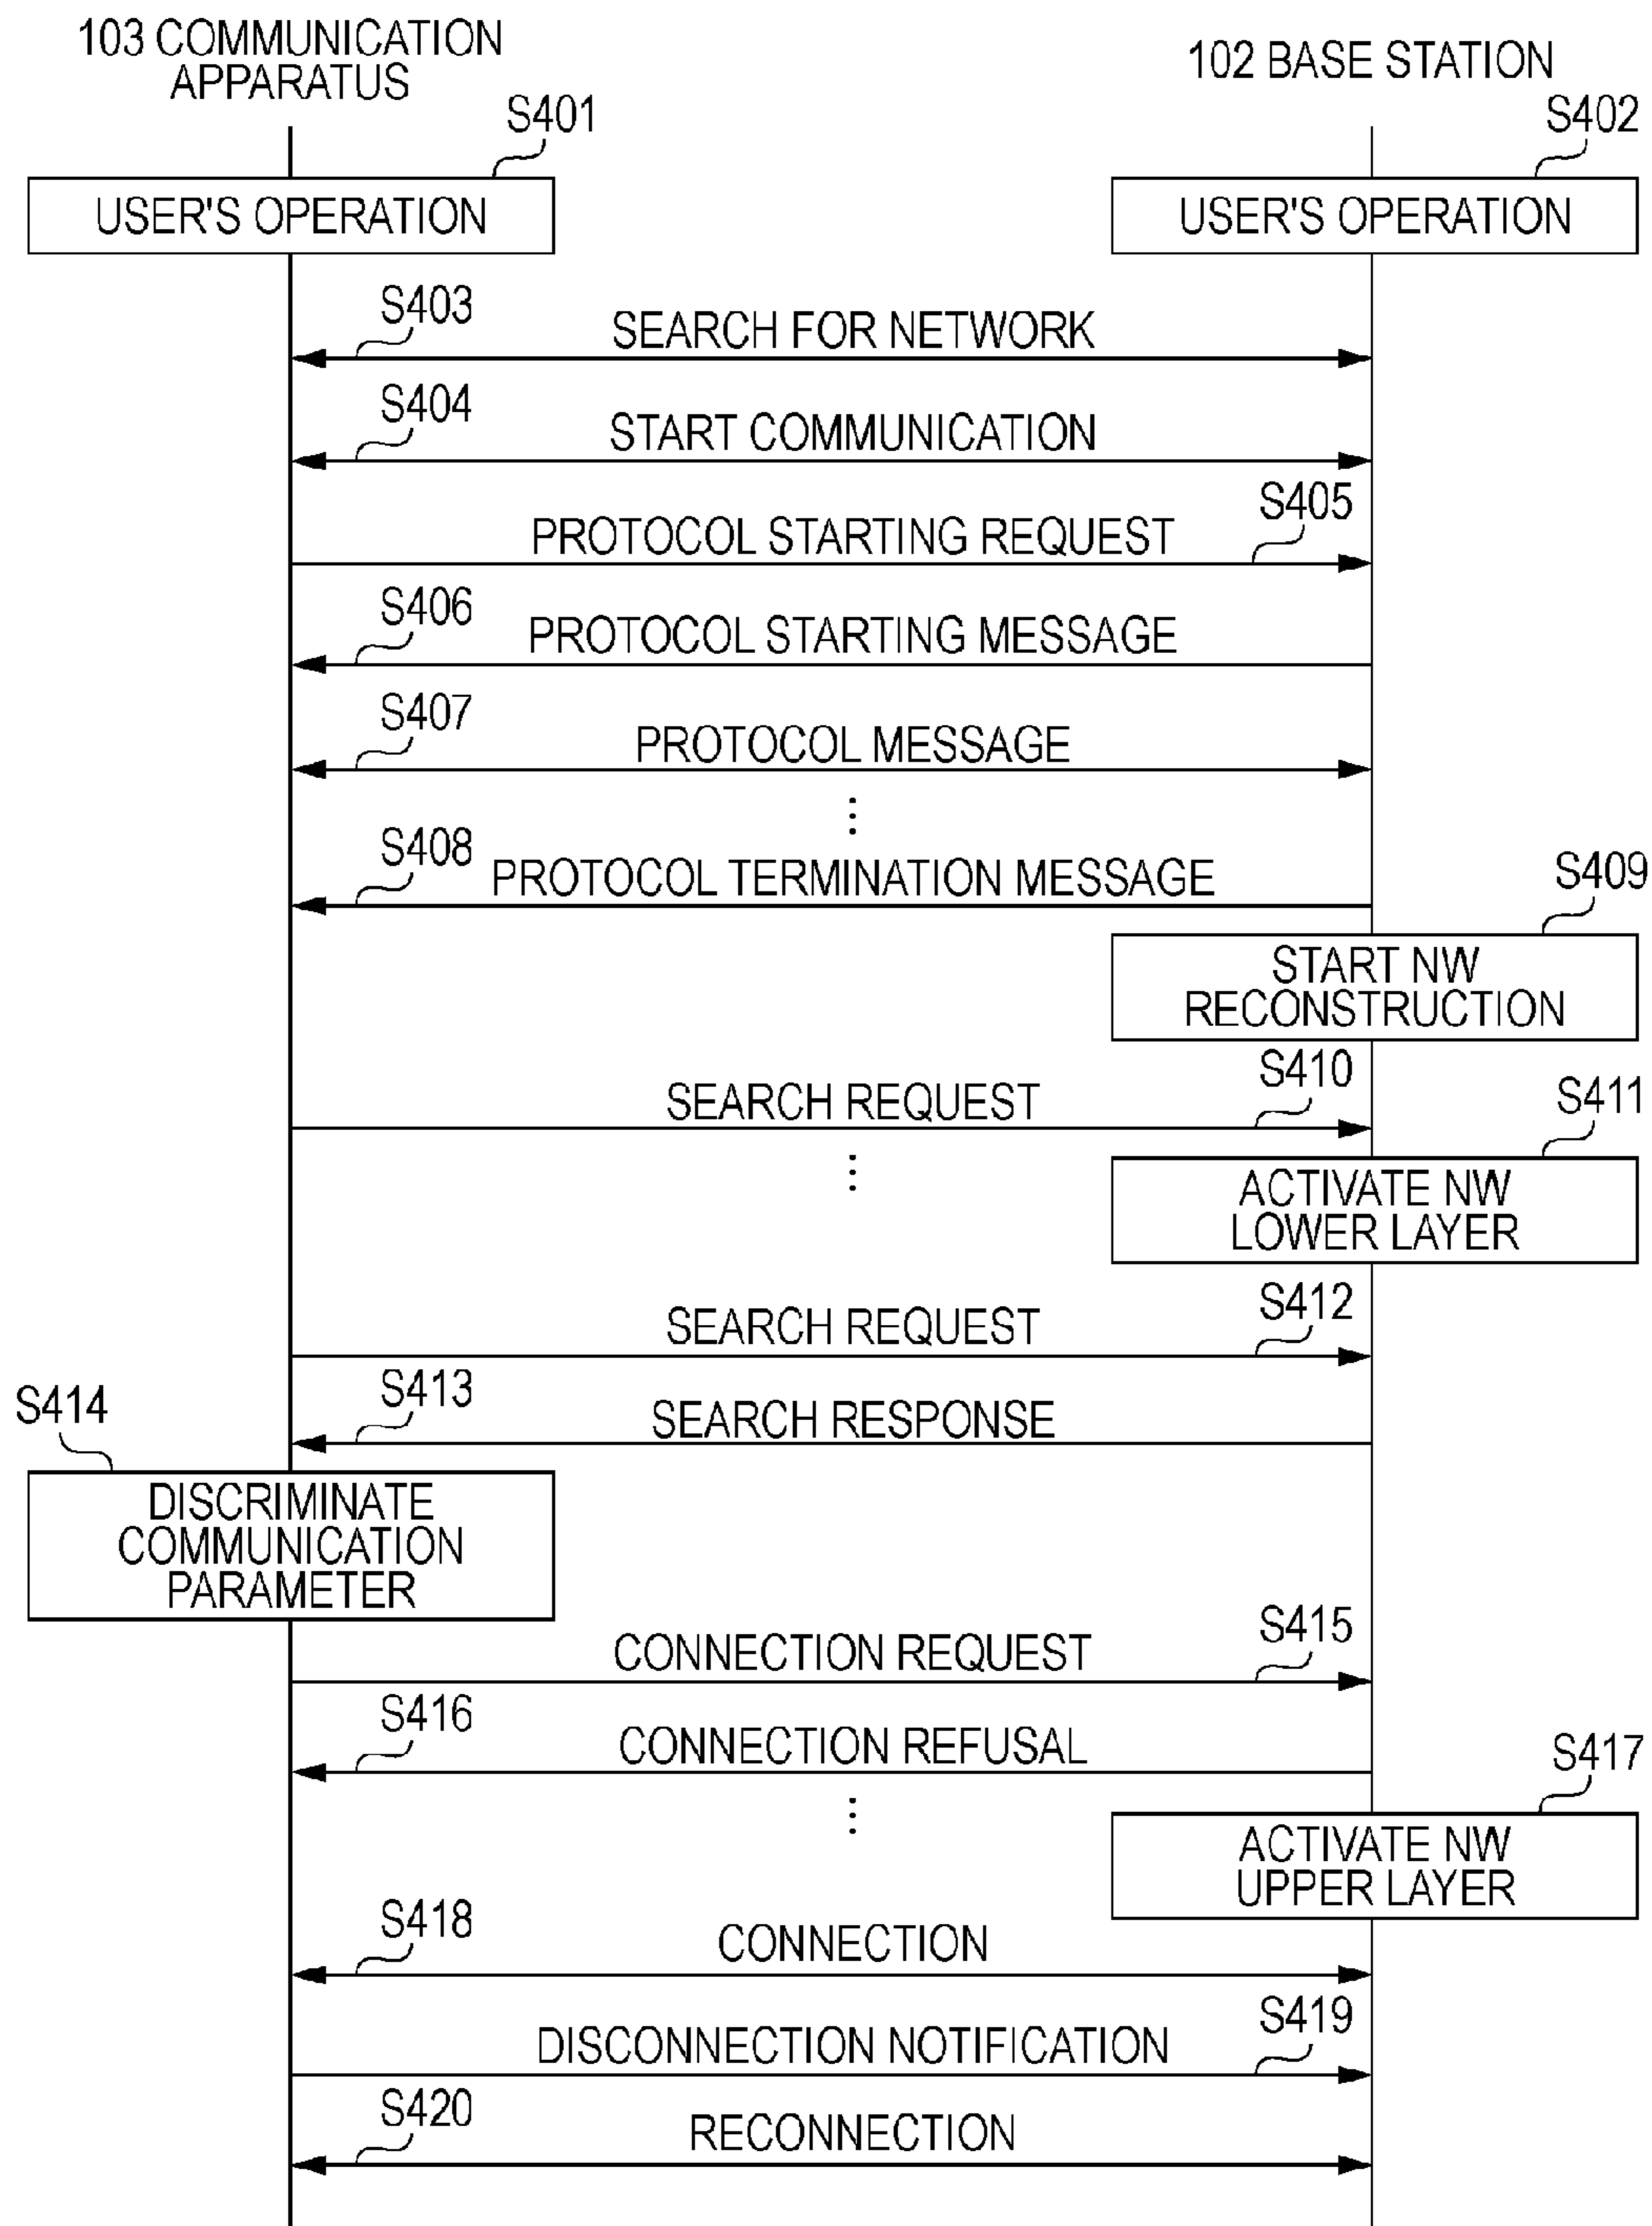 103 COMMUNICATION
APPARATUS
102 BASE STATION
S401
S402
USER'S OPERATION
USER'S OPERATION
S403
SEARCH FOR NETWORK
S404
START COMMUNICATION
S405
PROTOCOL STARTING REQUEST
S406
PROTOCOL STARTING MESSAGE
S407
PROTOCOL MESSAGE
S408
PROTOCOL TERMINATION MESSAGE
S409
START NW
RECONSTRUCTION
S410
SEARCH REQUEST
S411
ACTIVATE NW
LOWER LAYER
S412
SEARCH REQUEST
S413
SEARCH RESPONSE
S414
DISCRIMINATE
COMMUNICATION
PARAMETER
S415
CONNECTION REQUEST
S416
CONNECTION REFUSAL
S417
ACTIVATE NW
UPPER LAYER
S418
CONNECTION
S419
DISCONNECTION NOTIFICATION
S420
RECONNECTION